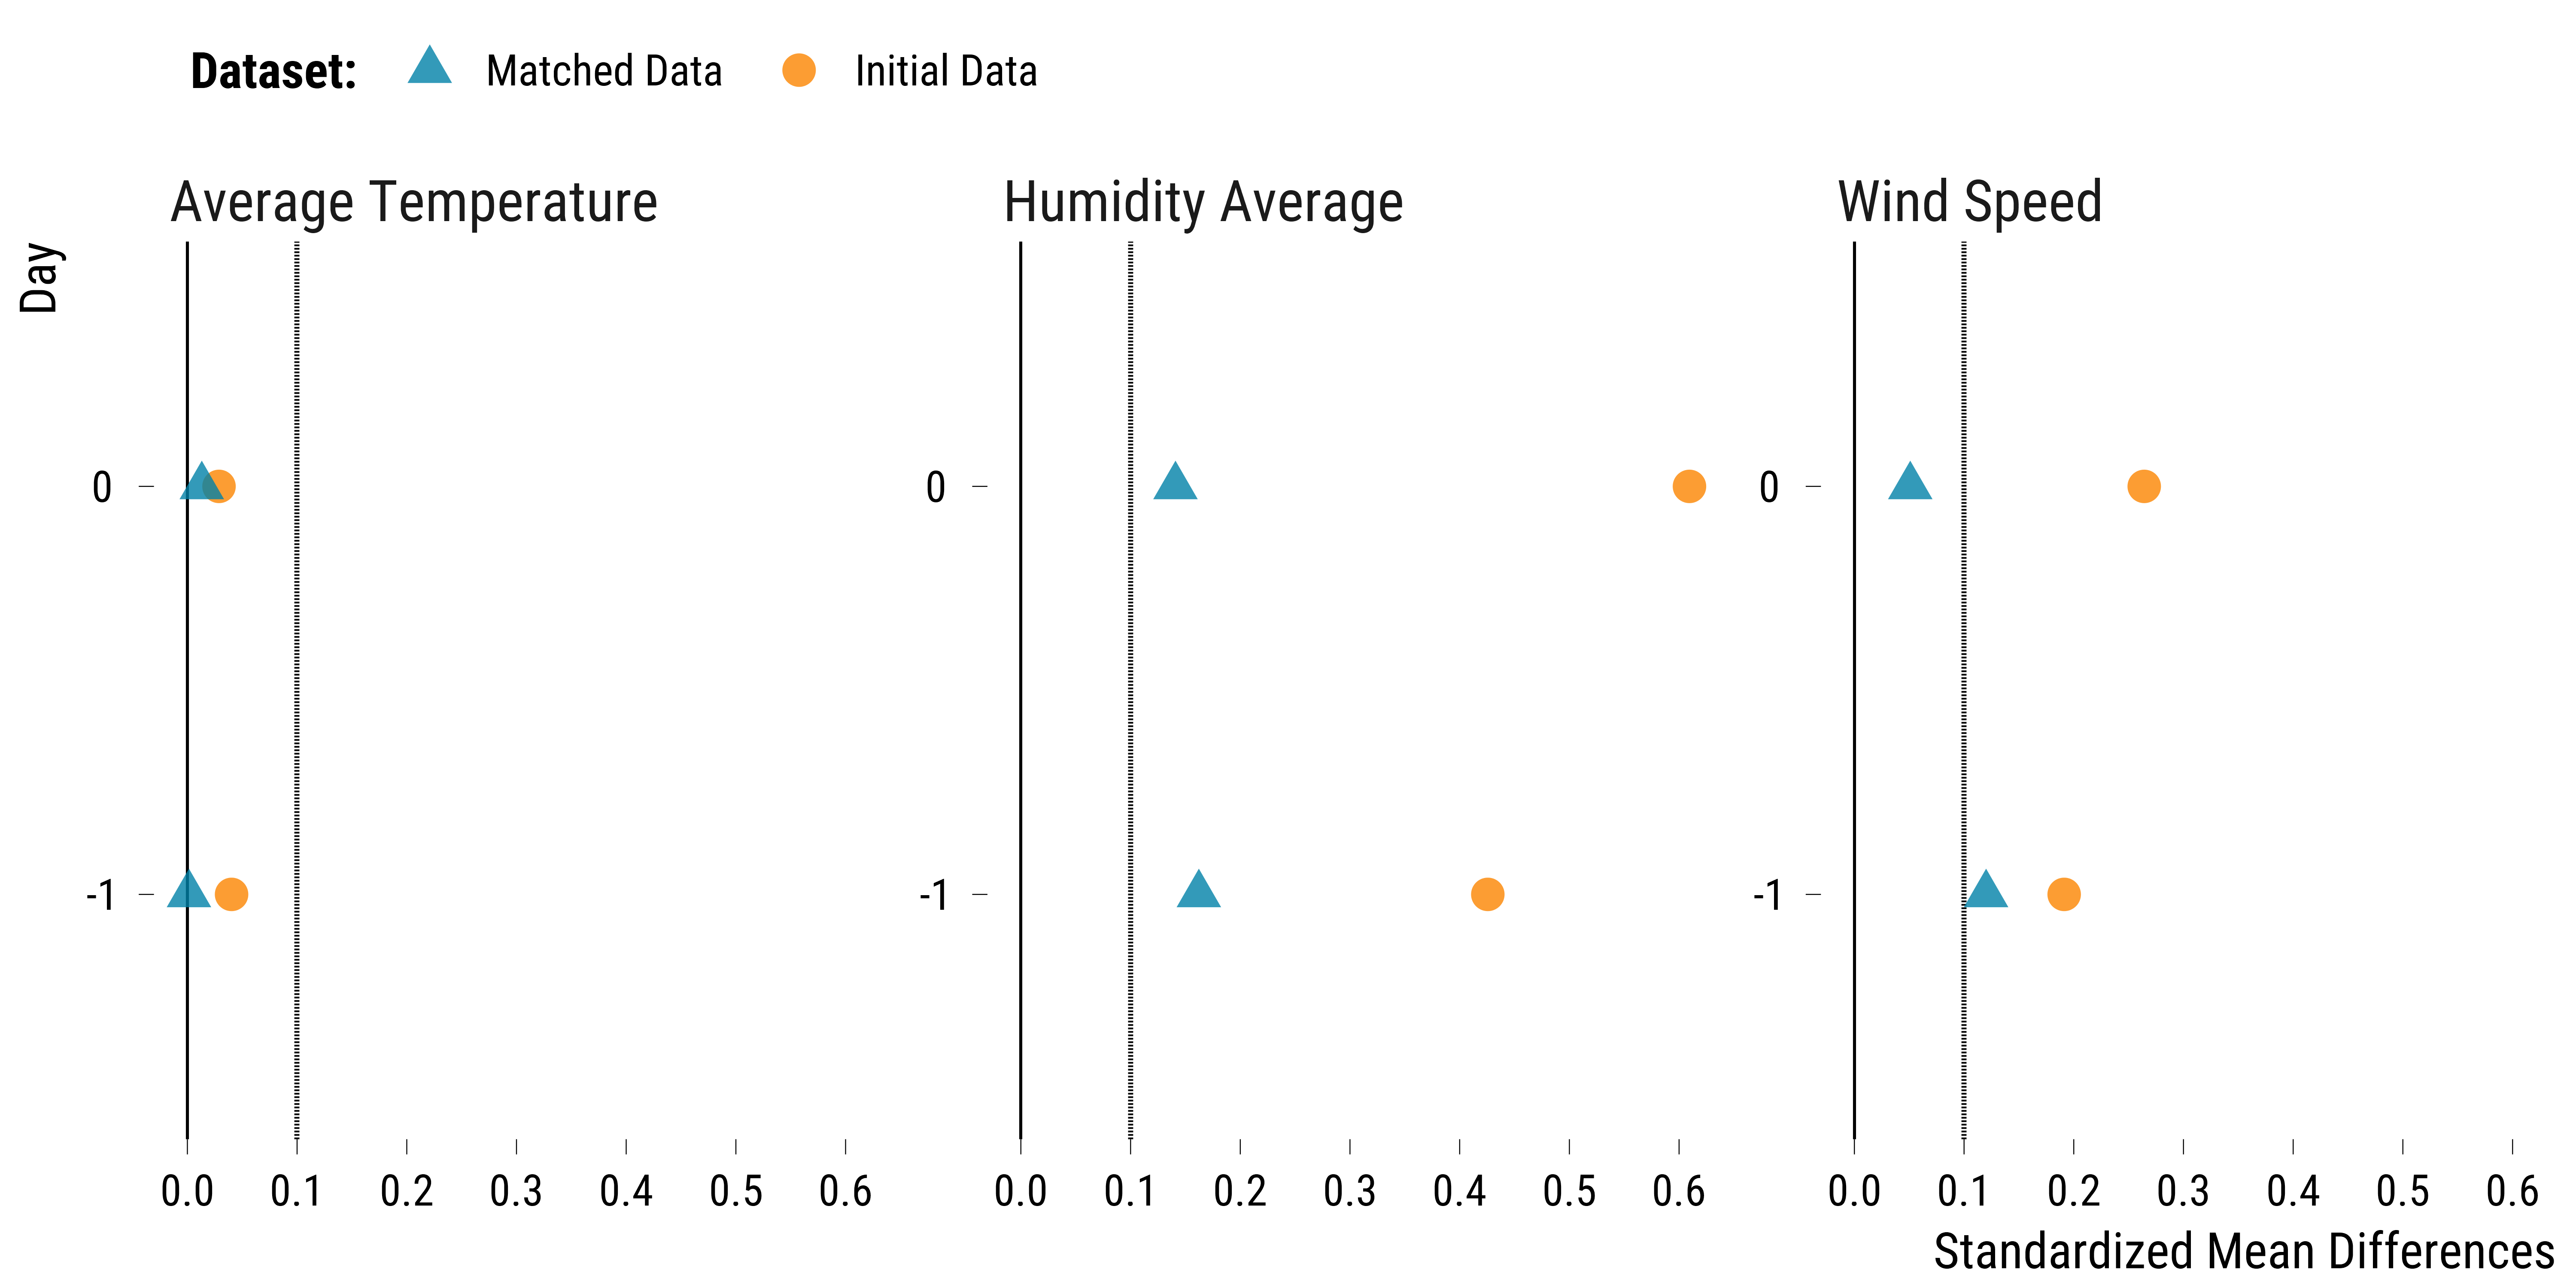 Dataset: Matched Data Initial Data
Average Temperature Humidity Average Wind Speed
Day
0 0 0
-1 -1 -1
0.0 0.1 0.2 0.3 0.4 0.5 0.6 0.0 0.1 0.2 0.3 0.4 0.5 0.6 0.0 0.1 0.2 0.3 0.4 0.5 0.6
Standardized Mean Differences